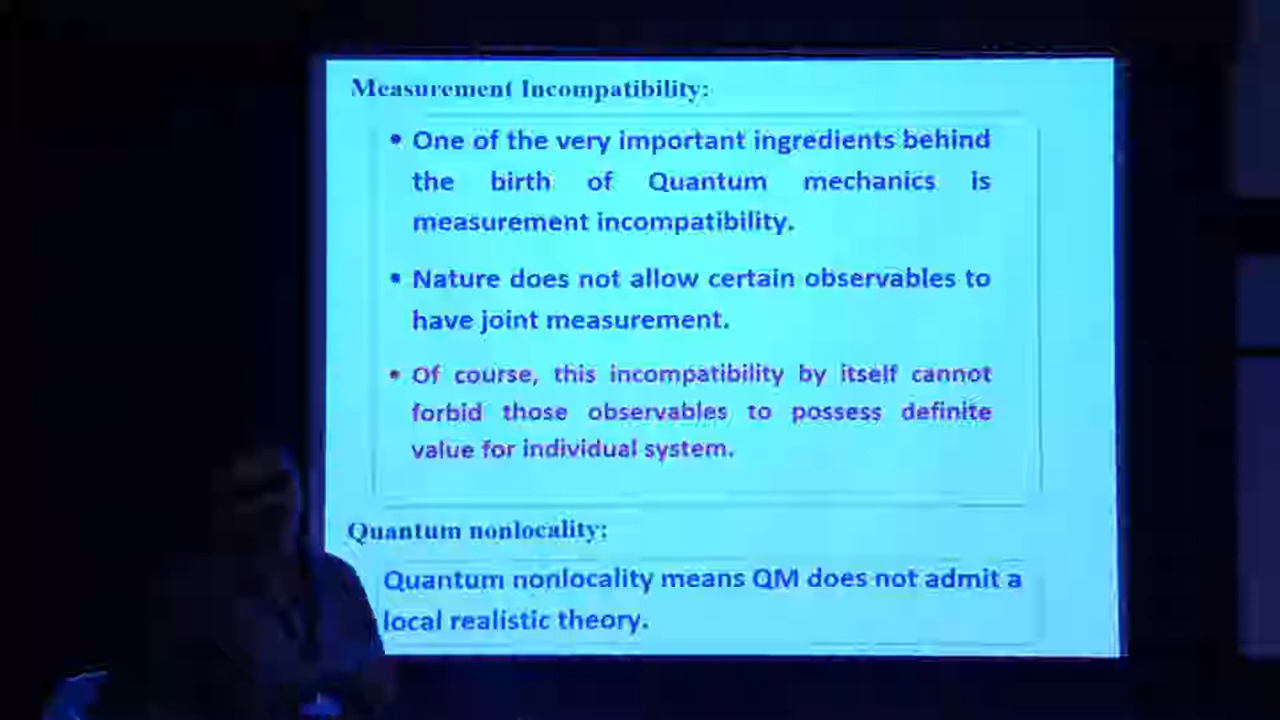 Measurement Incompatibility:
• One of the very important ingredients behind
the birth of Quantum mechanics is
measurement incompatibility.
• Nature does not allow certain observables to
have joint measurement.
• Of course, this incompatibility by itself cannot
forbid those observables to possess definite
value for individual system.
Quantum nonlocality:
Quantum nonlocality means QM does not admit a
local realistic theory.